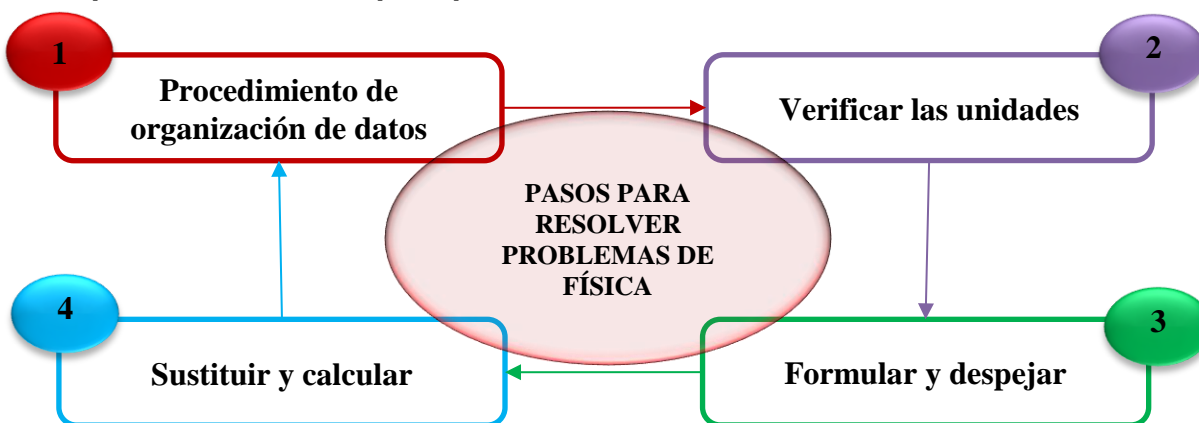 1
Procedimiento de
organización de datos
2
Verificar las unidades
PASOS PARA
RESOLVER
PROBLEMAS DE
FÍSICA
4
Sustituir y calcular
3
Formular y despejar